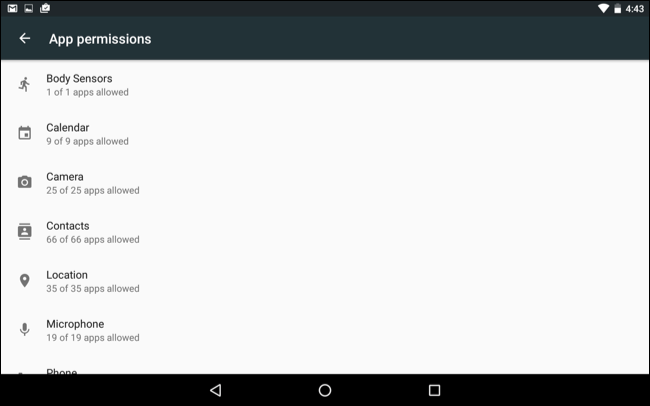 4:43
App permissions
Body Sensors
1 of 1 apps allowed
Calendar
9 of 9 apps allowed
Camera
25 of 25 apps allowed
Contacts
66 of 66 apps allowed
Location
35 of 35 apps allowed
Microphone
19 of 19 apps allowed
Phone